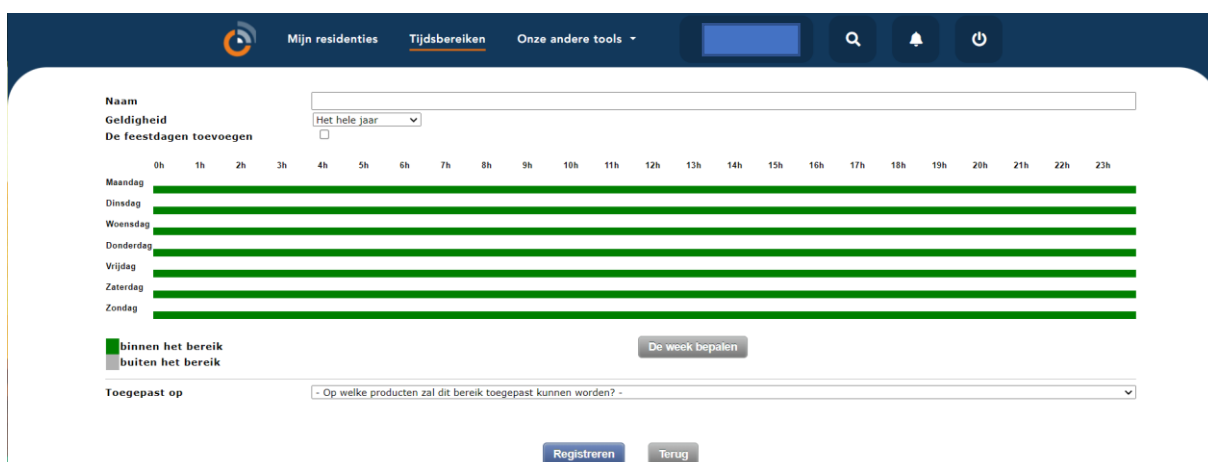 Mijn residenties Tijdsbereiken Onze andere tools
Naam
Geldigheid Het hele jaar
De feestdagen toevoegen
0h 1h 2h 3h 4h 5h 6h 7h 8h 9h 10h 11h 12h 13h 14h 15h 16h 17h 18h 19h 20h 21h 22h 23h
Maandag
Dinsdag
Woensdag
Donderdag
Vrijdag
Zaterdag
Zondag
binnen het bereik De week bepalen
buiten het bereik
Toegepast op - Op welke producten zal dit bereik toegepast kunnen worden? -
Registreren Terug